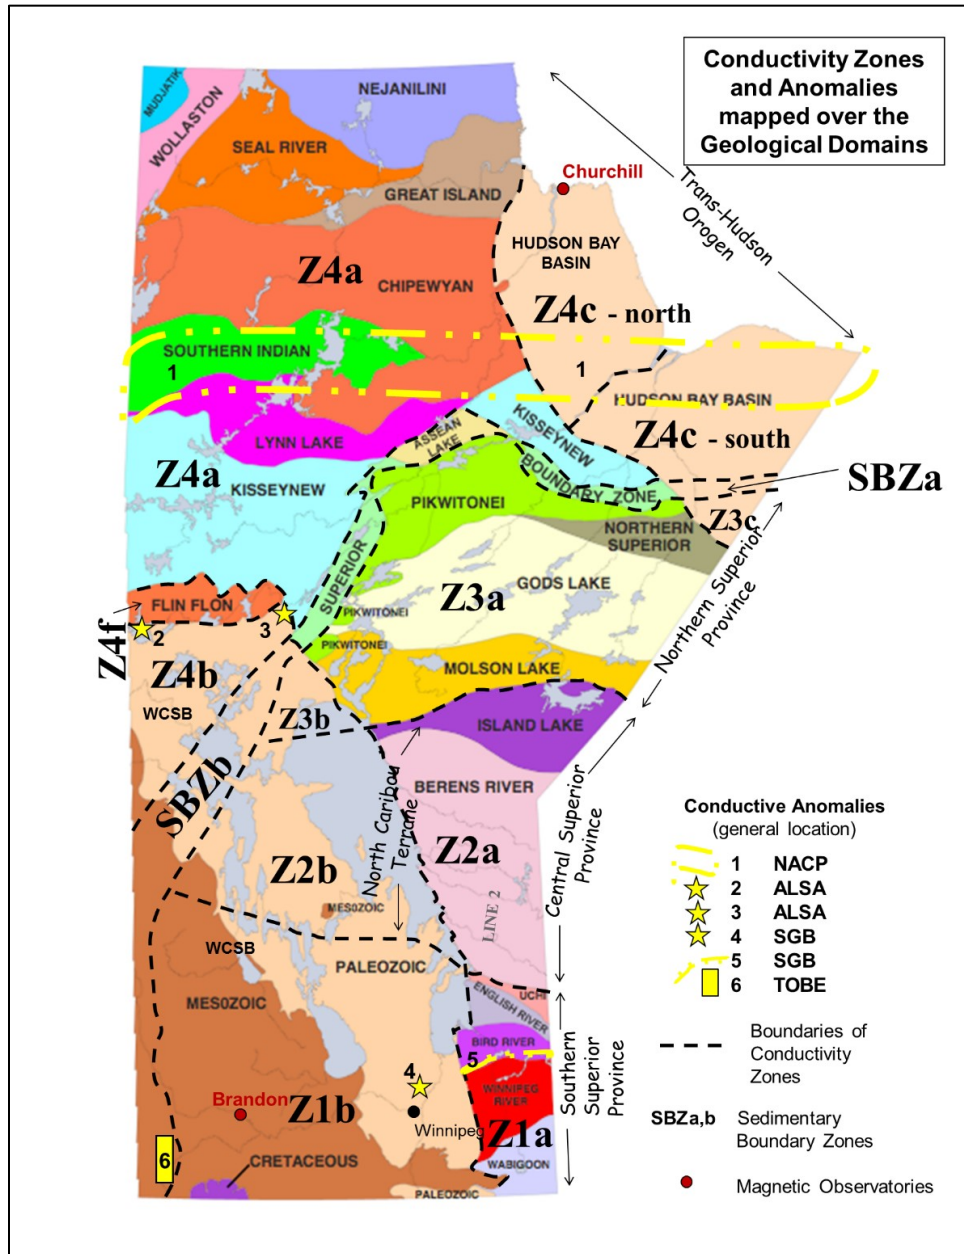 Conductivity Zones
and Anomalies
mapped over the
Geological Domains
MUDJATIK
WOLLASTON
NEJANILINI
SEAL RIVER
GREAT ISLAND
Churchill
Trans-Hudson
Orogen
HUDSON BAY
BASIN
Z4a
CHIPEWYAN
Z4c - north
SOUTHERN INDIAN
1
1
HUDSON BAY BASIN
LYNN LAKE
ASSEAN
LAKE
KISSEYNEW
Z4c - south
Z4a
KISSEYNEW
BOUNDARY ZONE
SBZa
PIKWITONEI
Z3c
NORTHERN
SUPERIOR
SUPERIOR
GODS LAKE
Z3a
Northern Superior
Province
FLIN FLON
PIKWITONEI
2
3
Z4f
PIKWITONEI
MOLSON LAKE
Z4b
WCSB
Z3b
ISLAND LAKE
SBZb
BERENS RIVER
North Caribou
Terrane
Z2a
Z2b
Central Superior
Province
LINE 2
MESOZOIC
WCSB
PALEOZOIC
MESOZOIC
UCHI
ENGLISH RIVER
BIRD RIVER
5
4
WINNIPEG
RIVER
Southern
Superior
Province
Brandon
Z1b
Winnipeg
Z1a
WABIGOON
6
CRETACEOUS
PALEOZOIC
Conductive Anomalies
(general location)
1 NACP
2 ALSA
3 ALSA
4 SGB
5 SGB
6 TOBE
Boundaries of
Conductivity
Zones
SBZa,b Sedimentary
Boundary Zones
Magnetic Observatories